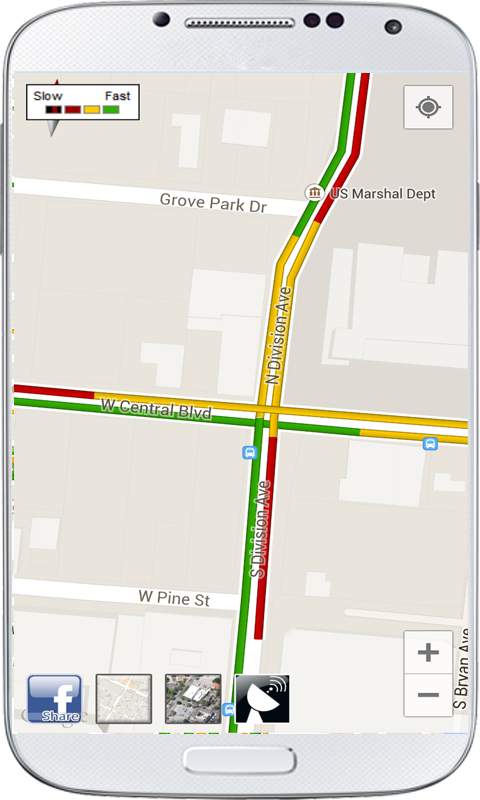 Slow Fast
US Marshal Dept
Grove Park Dr
N Division Ave
W Central Blvd
S Division Ave
W Pine St
S Bryan Ave
f
Share
Google